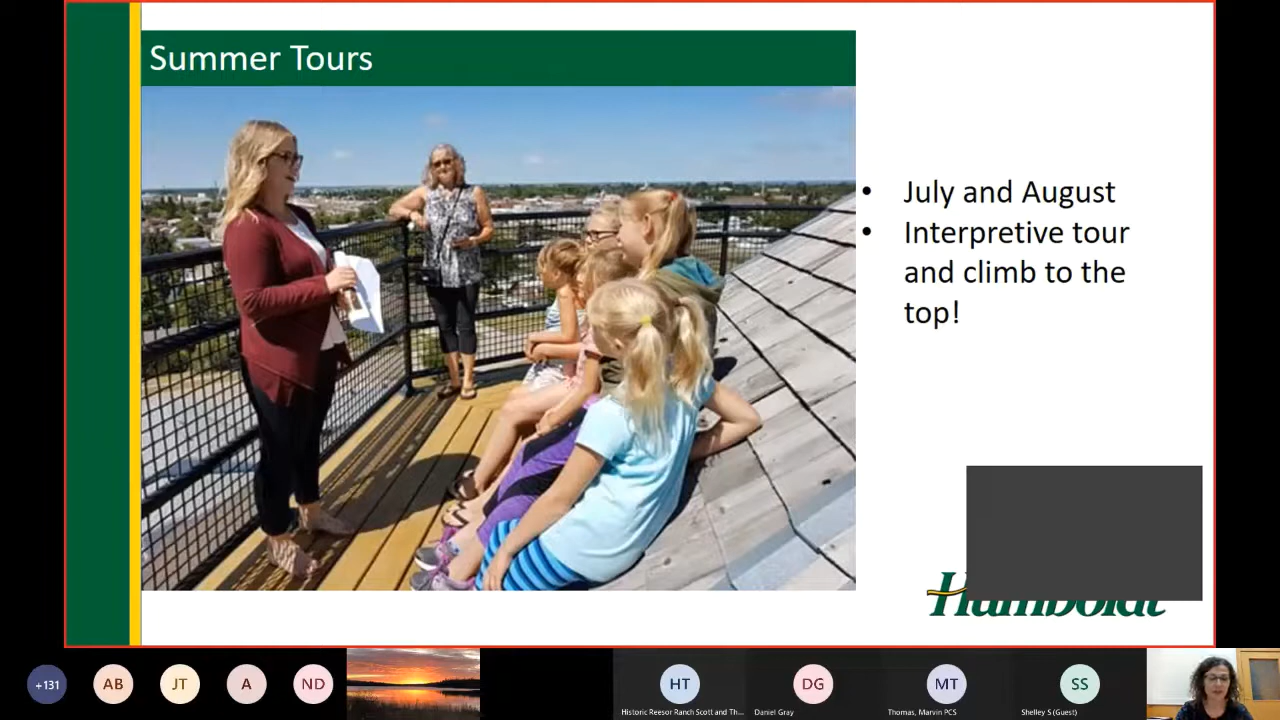 Summer Tours
• July and August
• Interpretive tour
and climb to the
top!
Humboldt
+131
AB
JT
A
ND
HT
DG
MT
SS
Historic Reesor Ranch Scott and Th...
Daniel Gray
Thomas, Marvin PCS
Shelley S (Guest)